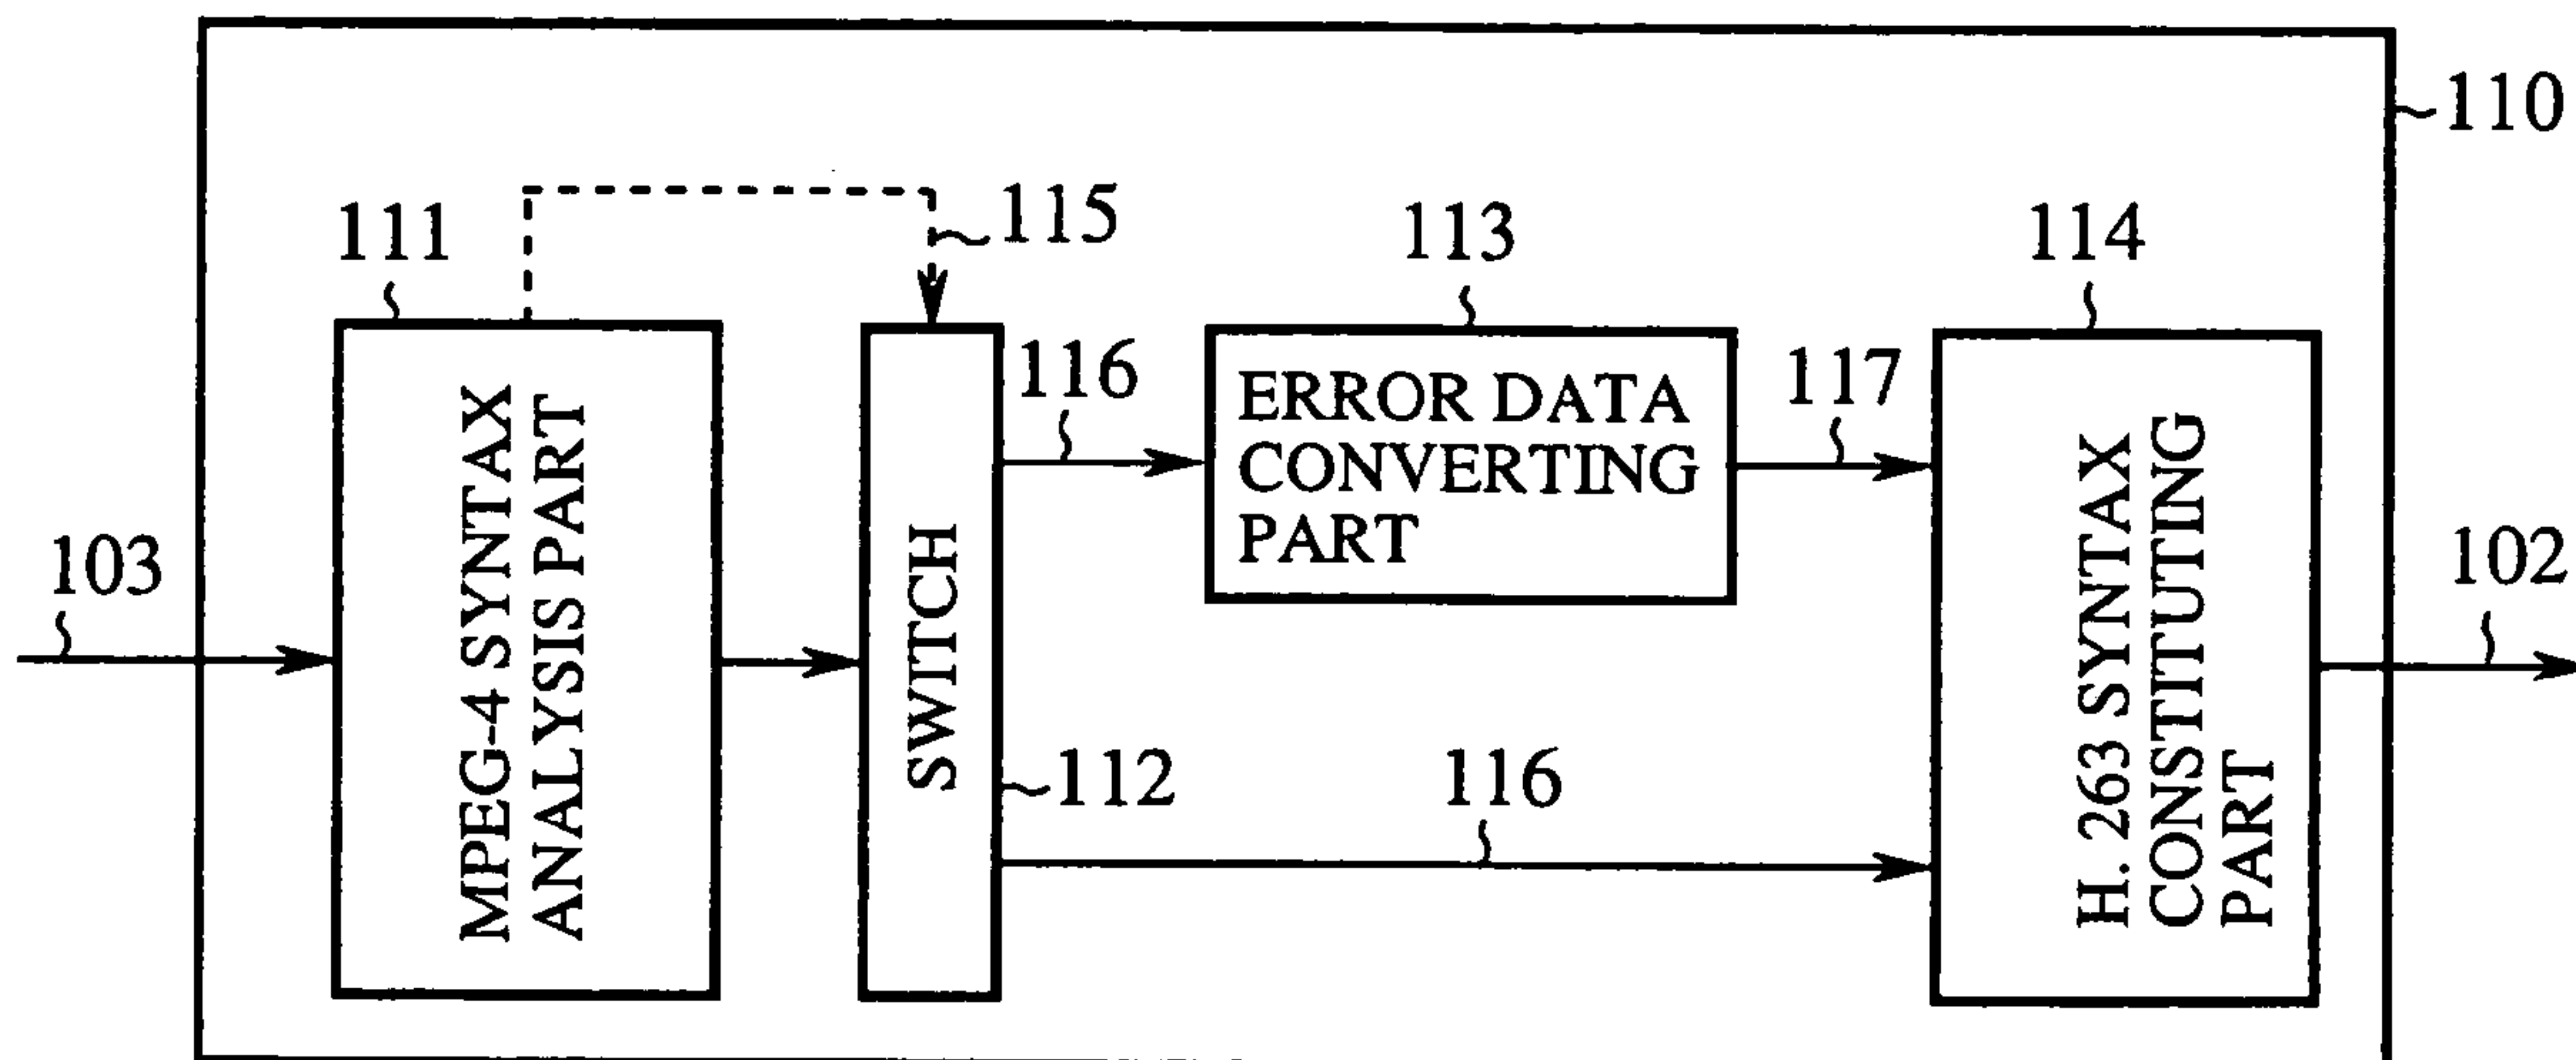 110
115
111
113
114
116
117
ERROR DATA
CONVERTING
PART
103
102
MPEG-4 SYNTAX
ANALYSIS PART
SWITCH
112
116
H. 263 SYNTAX
CONSTITUTING
PART